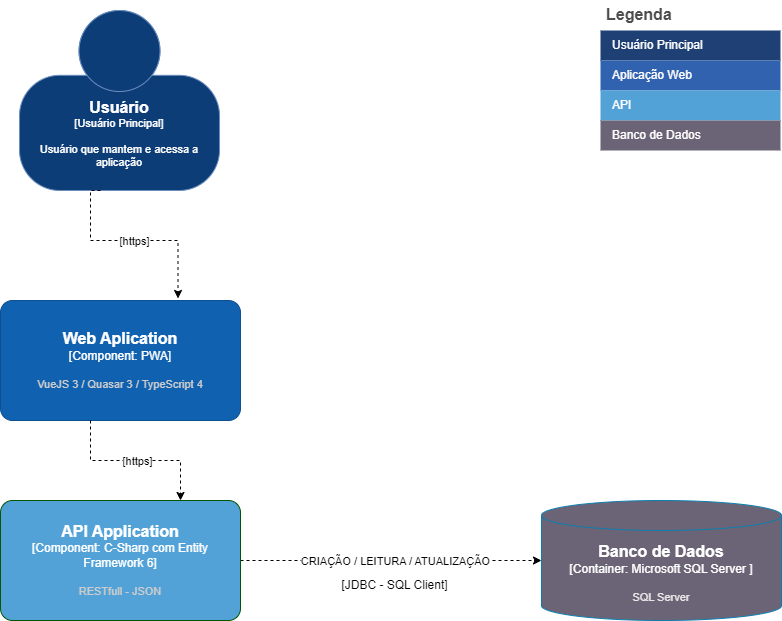 Legenda
Usuário Principal
Aplicação Web
API
Banco de Dados
Usuário
[Usuário Principal]
Usuário que mantem e acessa a
aplicação
[https]
Web Aplication
[Component: PWA]
VueJS 3 / Quasar 3 / TypeScript 4
[https]
API Application
[Component: C-Sharp com Entity
Framework 6]
RESTfull - JSON
CRIAÇÃO / LEITURA / ATUALIZAÇÃO
[JDBC - SQL Client]
Banco de Dados
[Container: Microsoft SQL Server ]
SQL Server